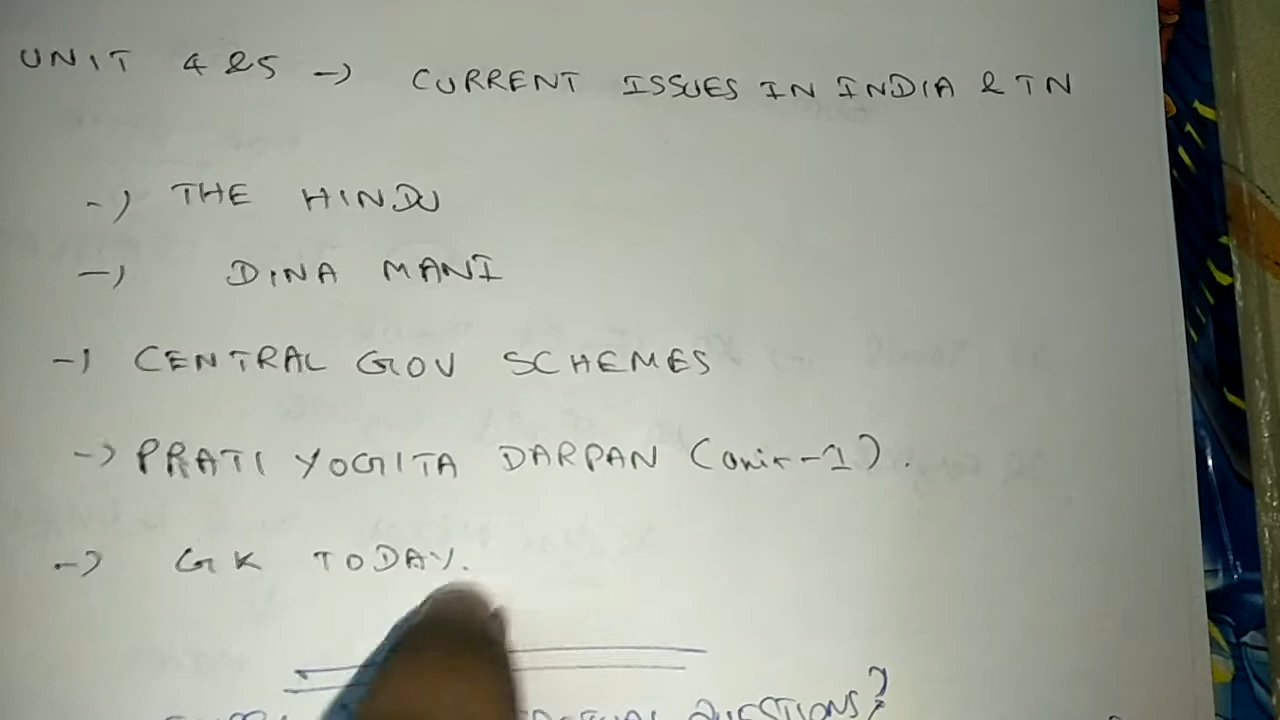 UNIT 4 & 5 -> CURRENT ISSUES IN INDIA & TN
-> THE HINDU
-> DINA MANI
-> CENTRAL GOV SCHEMES
-> PRATI YOGITA DARPAN (unit-1).
-> GK TODAY.
QUESTIONS?